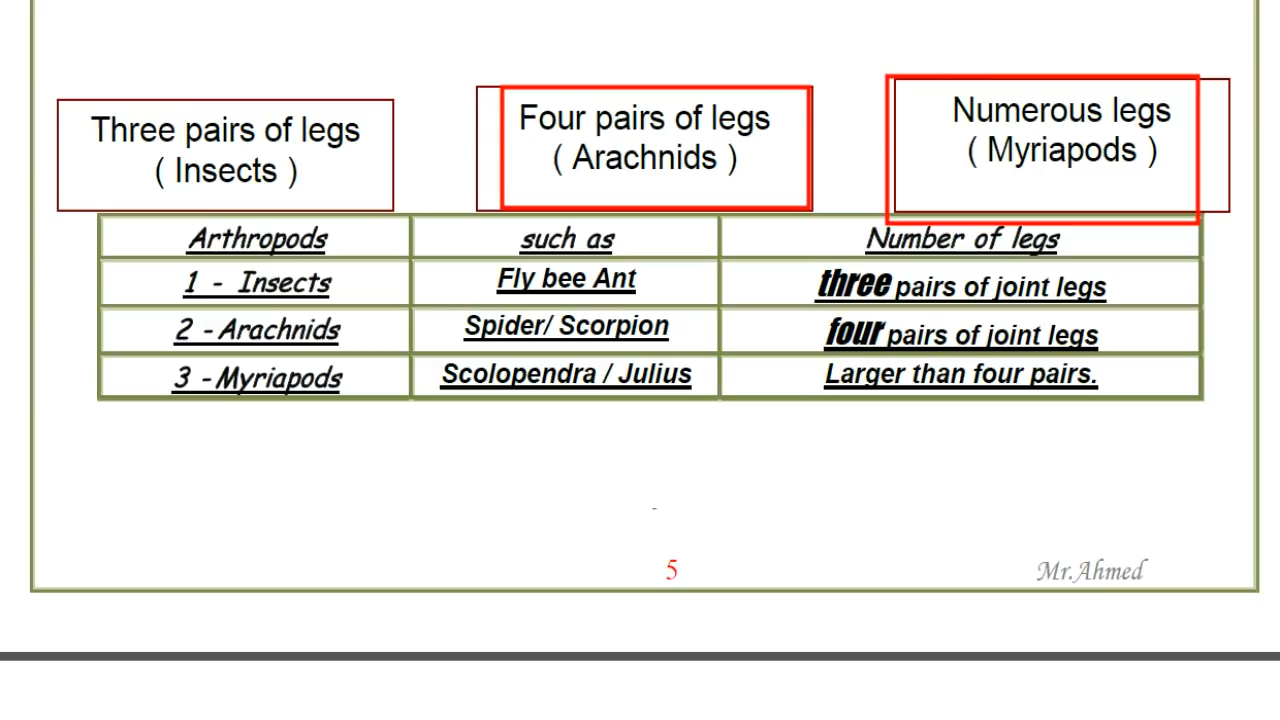 Three pairs of legs
( Insects )
Four pairs of legs
( Arachnids )
Numerous legs
( Myriapods )
Arthropods such as Number of legs
1 - Insects Fly bee Ant three pairs of joint legs
2 - Arachnids Spider/ Scorpion four pairs of joint legs
3 - Myriapods Scolopendra / Julius Larger than four pairs.
-
5
Mr.Ahmed